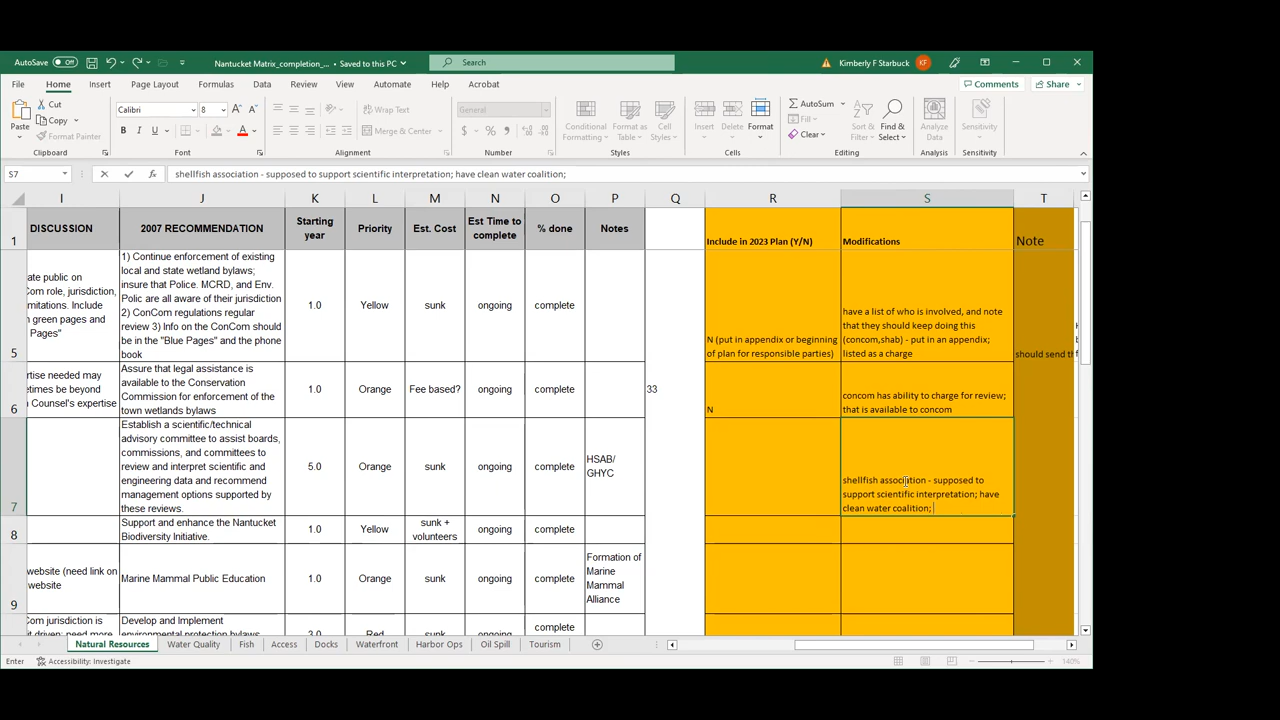 AutoSave Off
Nantucket Matrix_completion_... • Saved to this PC
Search
Kimberly F Starbuck KF
File Home Insert Page Layout Formulas Data Review View Automate Help Acrobat
Comments Share
Paste Cut
Copy
Format Painter
Clipboard
Calibri 8
B I U
Font
Wrap Text
Merge & Center
Alignment
General
$ %
Number
Conditional Formatting
Format as Table
Cell Styles
Styles
Insert Delete Format
Cells
AutoSum
Fill
Clear
Sort & Filter
Find & Select
Editing
Analyze Data
Analysis
Sensitivity
Sensitivity
S7
shellfish association - supposed to support scientific interpretation; have clean water coalition;
I J K L M N O P Q R S T
1
DISCUSSION
2007 RECOMMENDATION
Starting
year
Priority
Est. Cost
Est Time to
complete
% done
Notes
Include in 2023 Plan (Y/N)
Modifications
Note
5
ate public on
Com role, jurisdiction,
mitations. Include
n green pages and
Pages"
1) Continue enforcement of existing
local and state wetland bylaws;
insure that Police. MCRD, and Env.
Polic are all aware of their jurisdiction
2) ConCom regulations regular
review 3) Info on the ConCom should
be in the "Blue Pages" and the phone
book
1.0
Yellow
sunk
ongoing
complete
N (put in appendix or beginning
of plan for responsible parties)
have a list of who is involved, and note
that they should keep doing this
(concom,shab) - put in an appendix;
listed as a charge
should send th
6
rtise needed may
etimes be beyond
Counsel's expertise
Assure that legal assistance is
available to the Conservation
Commission for enforcement of the
town wetlands bylaws
1.0
Orange
Fee based?
ongoing
complete
33
N
concom has ability to charge for review;
that is available to concom
7
Establish a scientific/technical
advisory committee to assist boards,
commissions, and committees to
review and interpret scientific and
engineering data and recommend
management options supported by
these reviews.
5.0
Orange
sunk
ongoing
complete
HSAB/
GHYC
shellfish association - supposed to
support scientific interpretation; have
clean water coalition;
8
Support and enhance the Nantucket
Biodiversity Initiative.
1.0
Yellow
sunk +
volunteers
ongoing
complete
9
website (need link on
website
Marine Mammal Public Education
1.0
Orange
sunk
ongoing
complete
Formation of
Marine
Mammal
Alliance
Com jurisdiction is
Develop and Implement
environmental protection bylaws
3.0
Red
sunk
ongoing
complete
Natural Resources Water Quality Fish Access Docks Waterfront Harbor Ops Oil Spill Tourism
Enter
Accessibility: Investigate
140%